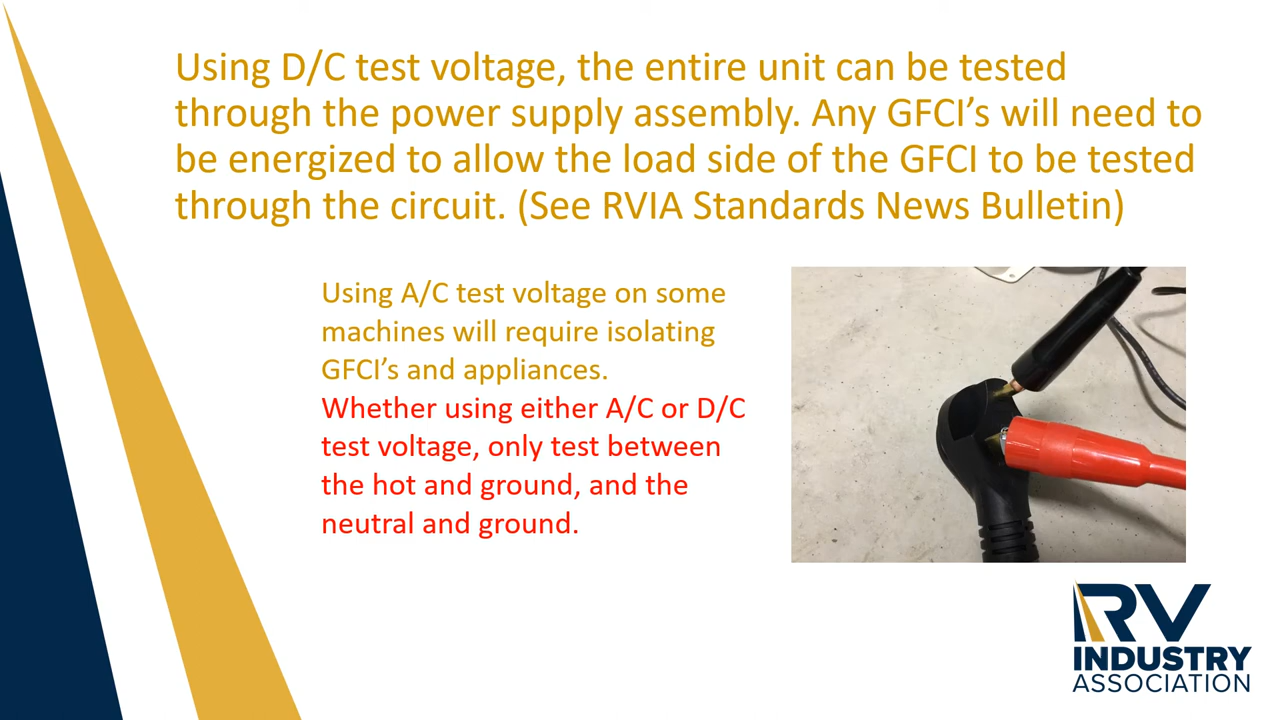 Using D/C test voltage, the entire unit can be tested
through the power supply assembly. Any GFCI’s will need to
be energized to allow the load side of the GFCI to be tested
through the circuit. (See RVIA Standards News Bulletin)
Using A/C test voltage on some
machines will require isolating
GFCI’s and appliances.
Whether using either A/C or D/C
test voltage, only test between
the hot and ground, and the
neutral and ground.
RV
INDUSTRY
ASSOCIATION